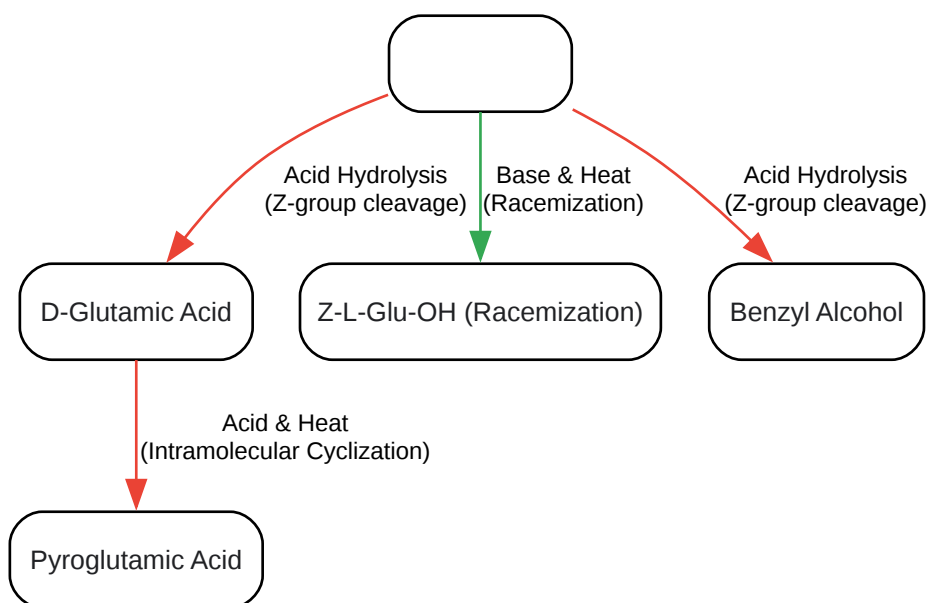 Acid Hydrolysis
(Z-group cleavage)
Base & Heat
(Racemization)
Acid Hydrolysis
(Z-group cleavage)
D-Glutamic Acid
Z-L-Glu-OH (Racemization)
Benzyl Alcohol
Acid & Heat
(Intramolecular Cyclization)
Pyroglutamic Acid